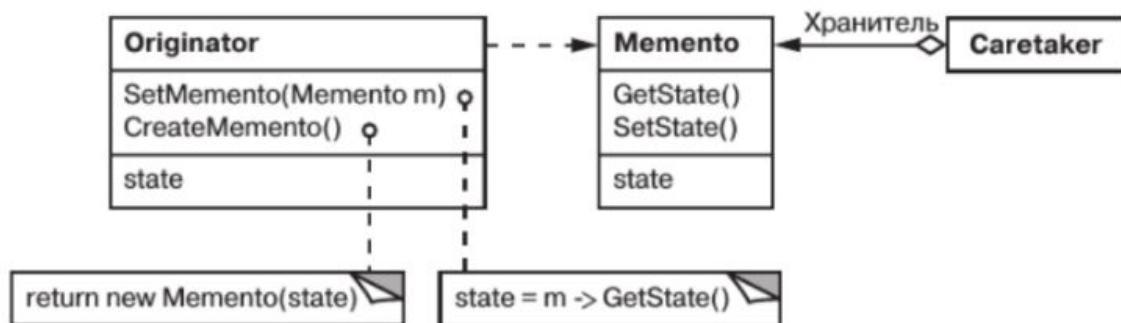 Originator
SetMemento(Memento m)
CreateMemento()
state
Memento
GetState()
SetState()
state
Хранитель
Caretaker
return new Memento(state)
state = m -> GetState()